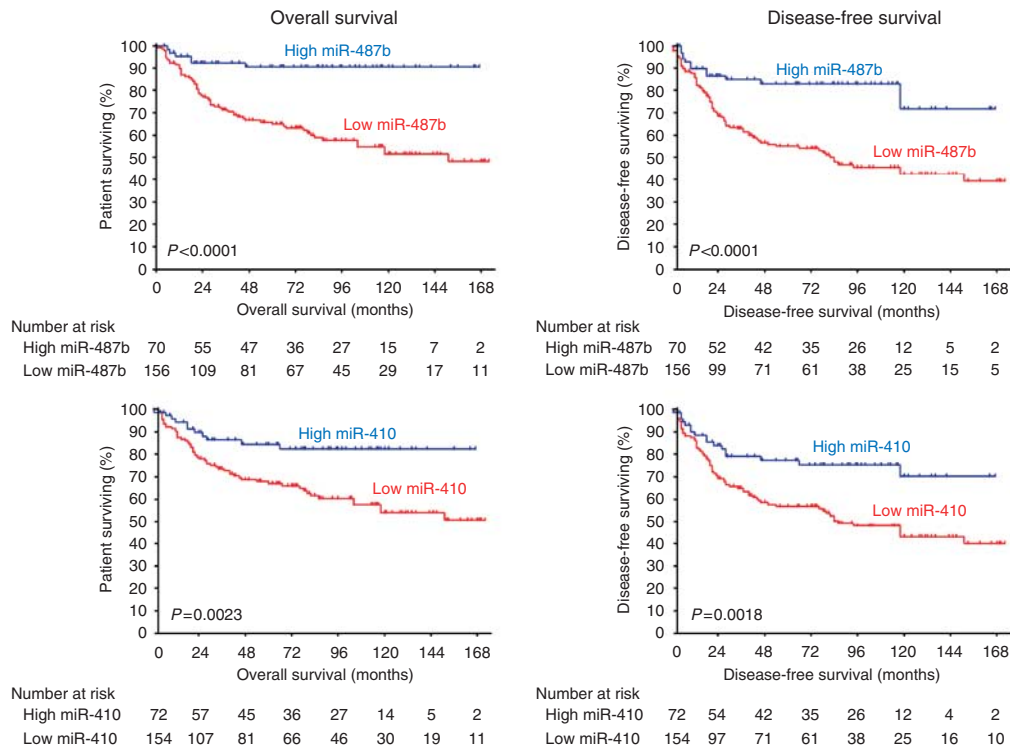 Overall survival
Disease-free survival
Patient surviving (%)
100
90
80
70
60
50
40
30
20
10
0
High miR-487b
Low miR-487b
P<0.0001
0 24 48 72 96 120 144 168
Overall survival (months)
Number at risk
High miR-487b 70 55 47 36 27 15 7 2
Low miR-487b 156 109 81 67 45 29 17 11
Disease-free surviving (%)
100
90
80
70
60
50
40
30
20
10
0
High miR-487b
Low miR-487b
P<0.0001
0 24 48 72 96 120 144 168
Disease-free survival (months)
Number at risk
High miR-487b 70 52 42 35 26 12 5 2
Low miR-487b 156 99 71 61 38 25 15 5
Patient surviving (%)
100
90
80
70
60
50
40
30
20
10
0
High miR-410
Low miR-410
P=0.0023
0 24 48 72 96 120 144 168
Overall survival (months)
Number at risk
High miR-410 72 57 45 36 27 14 5 2
Low miR-410 154 107 81 66 46 30 19 11
Disease-free surviving (%)
100
90
80
70
60
50
40
30
20
10
0
High miR-410
Low miR-410
P=0.0018
0 24 48 72 96 120 144 168
Disease-free survival (months)
Number at risk
High miR-410 72 54 42 35 26 12 4 2
Low miR-410 154 97 71 61 38 25 16 10